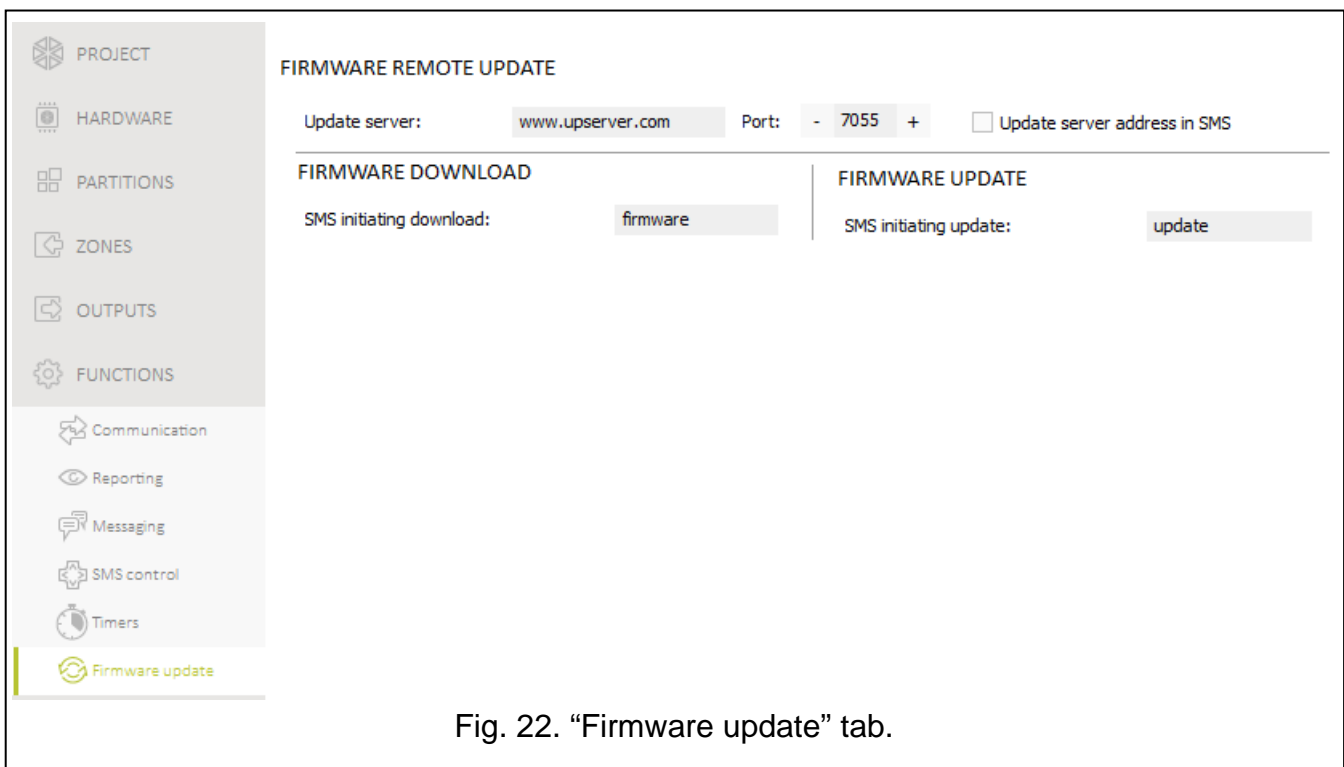 PROJECT
HARDWARE
PARTITIONS
ZONES
OUTPUTS
FUNCTIONS
Communication
Reporting
Messaging
SMS control
Timers
Firmware update
FIRMWARE REMOTE UPDATE
Update server: www.upserver.com Port: - 7055 + Update server address in SMS
FIRMWARE DOWNLOAD
SMS initiating download: firmware
FIRMWARE UPDATE
SMS initiating update: update
Fig. 22. “Firmware update” tab.